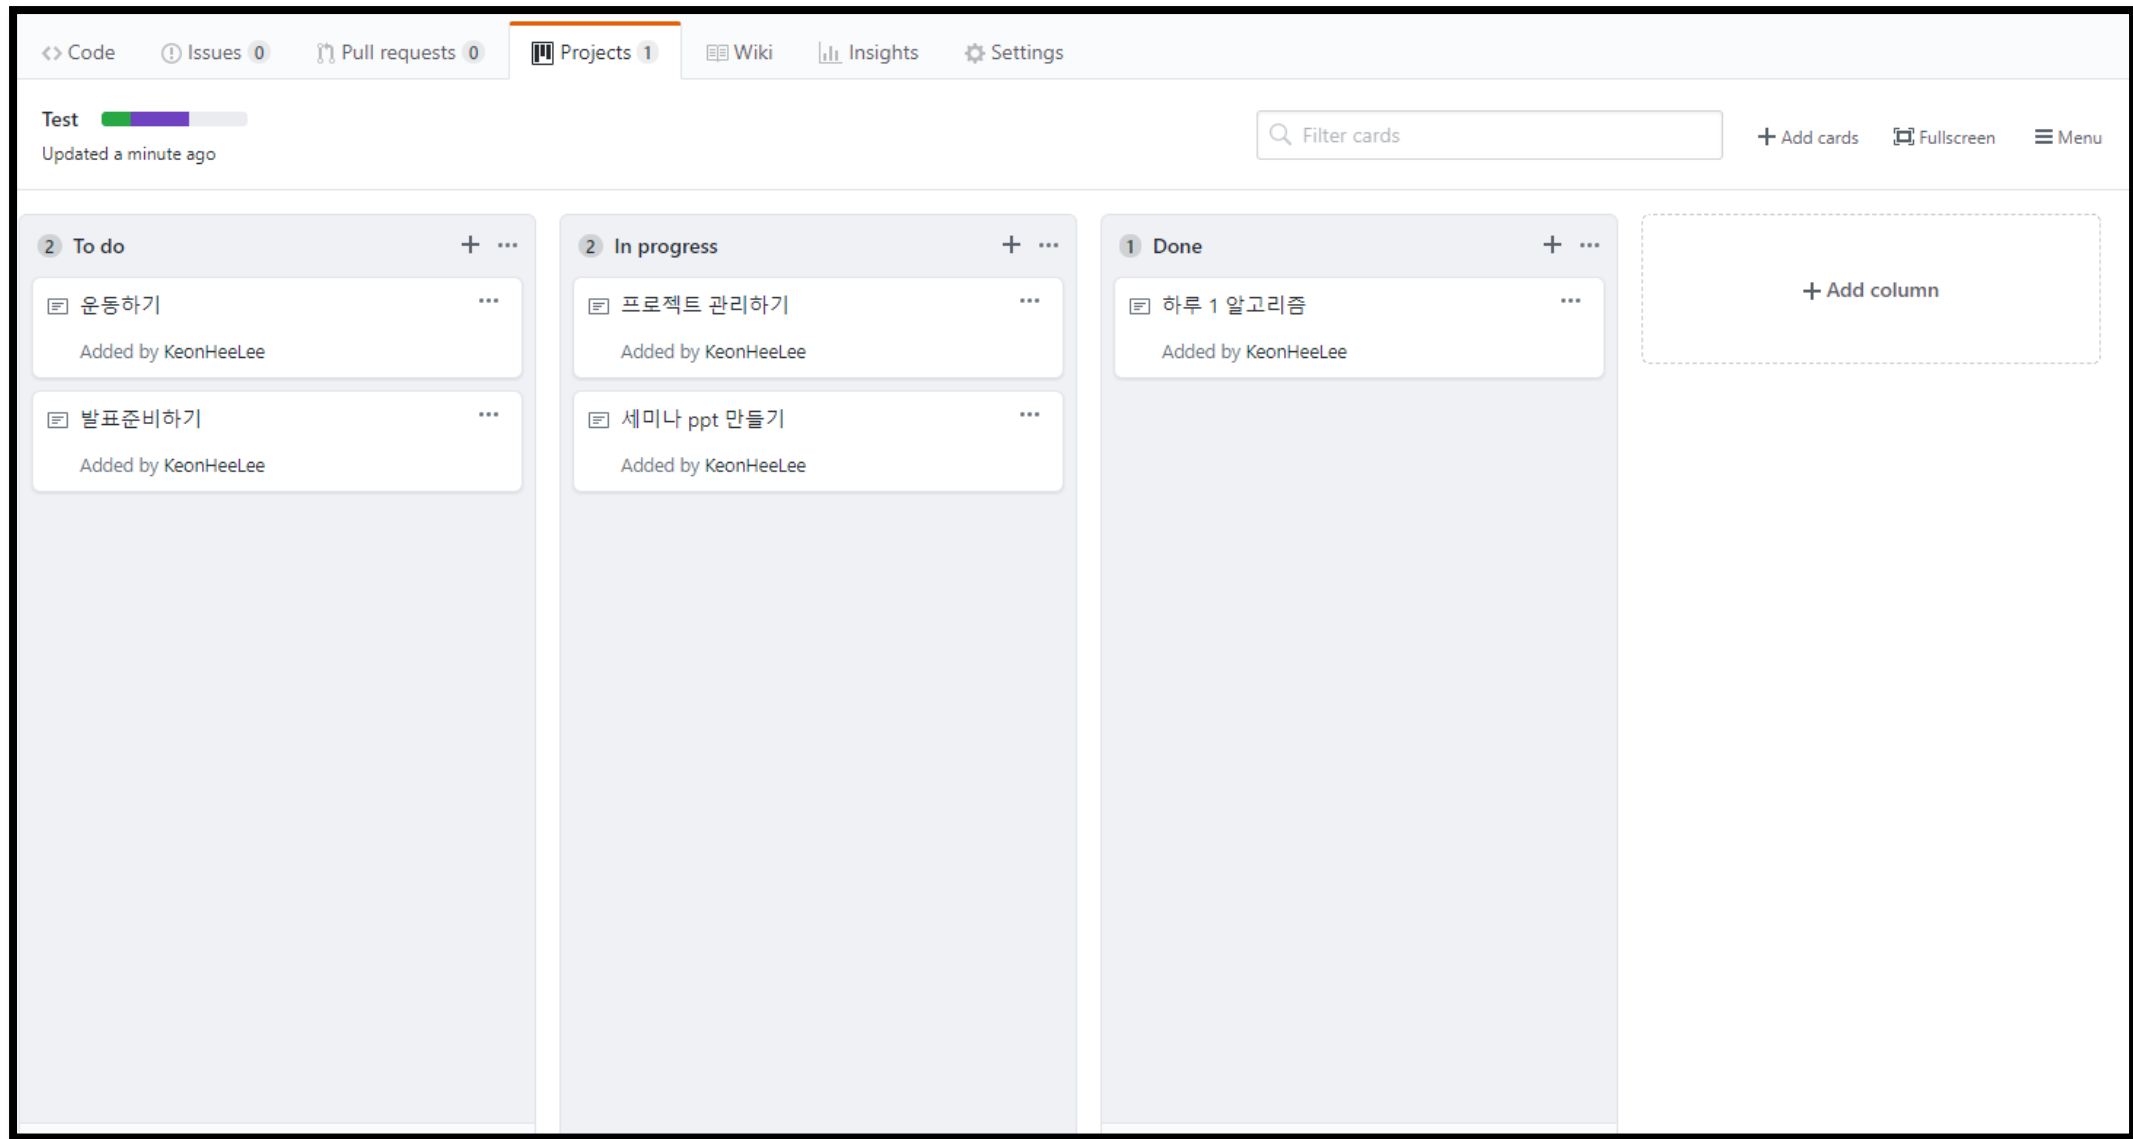 Code Issues 0 Pull requests 0 Projects 1 Wiki Insights Settings
Test
Updated a minute ago
Filter cards
Add cards Fullscreen Menu
2 To do
운동하기
Added by KeonHeeLee
발표준비하기
Added by KeonHeeLee
2 In progress
프로젝트 관리하기
Added by KeonHeeLee
세미나 ppt 만들기
Added by KeonHeeLee
1 Done
하루 1 알고리즘
Added by KeonHeeLee
Add column